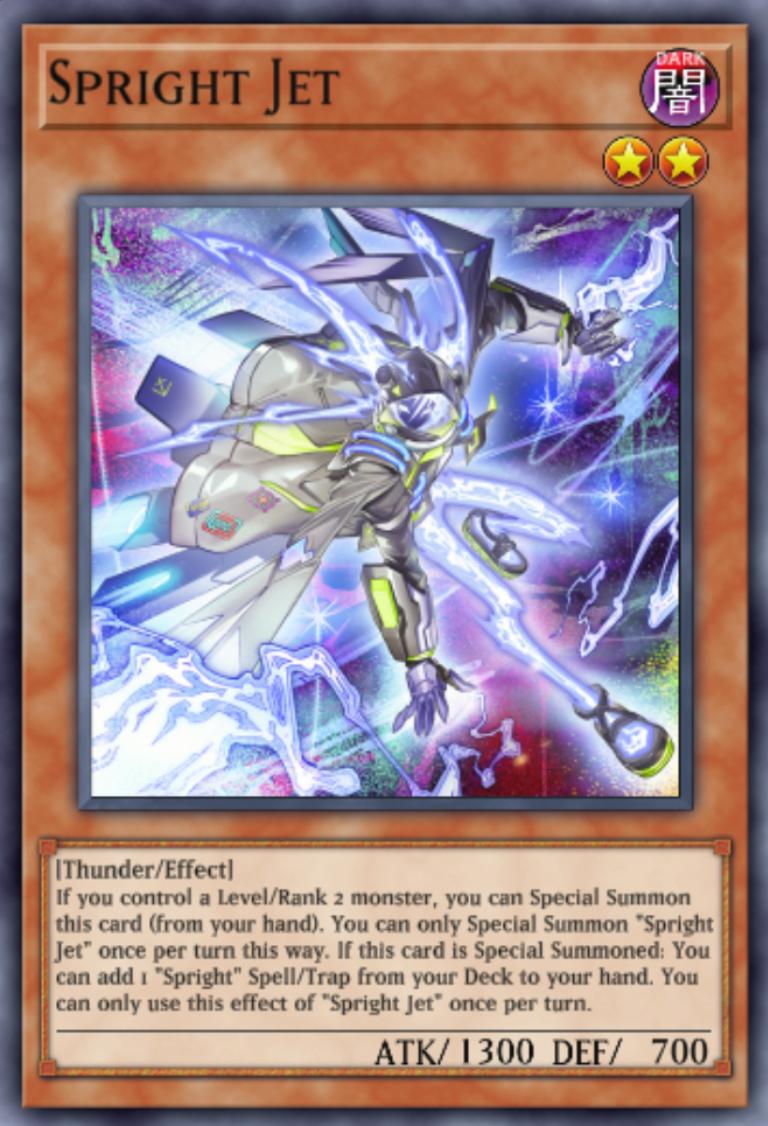 Spright Jet
DARK
闇
[Thunder/Effect]
If you control a Level/Rank 2 monster, you can Special Summon
this card (from your hand). You can only Special Summon "Spright
Jet" once per turn this way. If this card is Special Summoned: You
can add 1 "Spright" Spell/Trap from your Deck to your hand. You
can only use this effect of "Spright Jet" once per turn.
ATK/ 1300 DEF/ 700